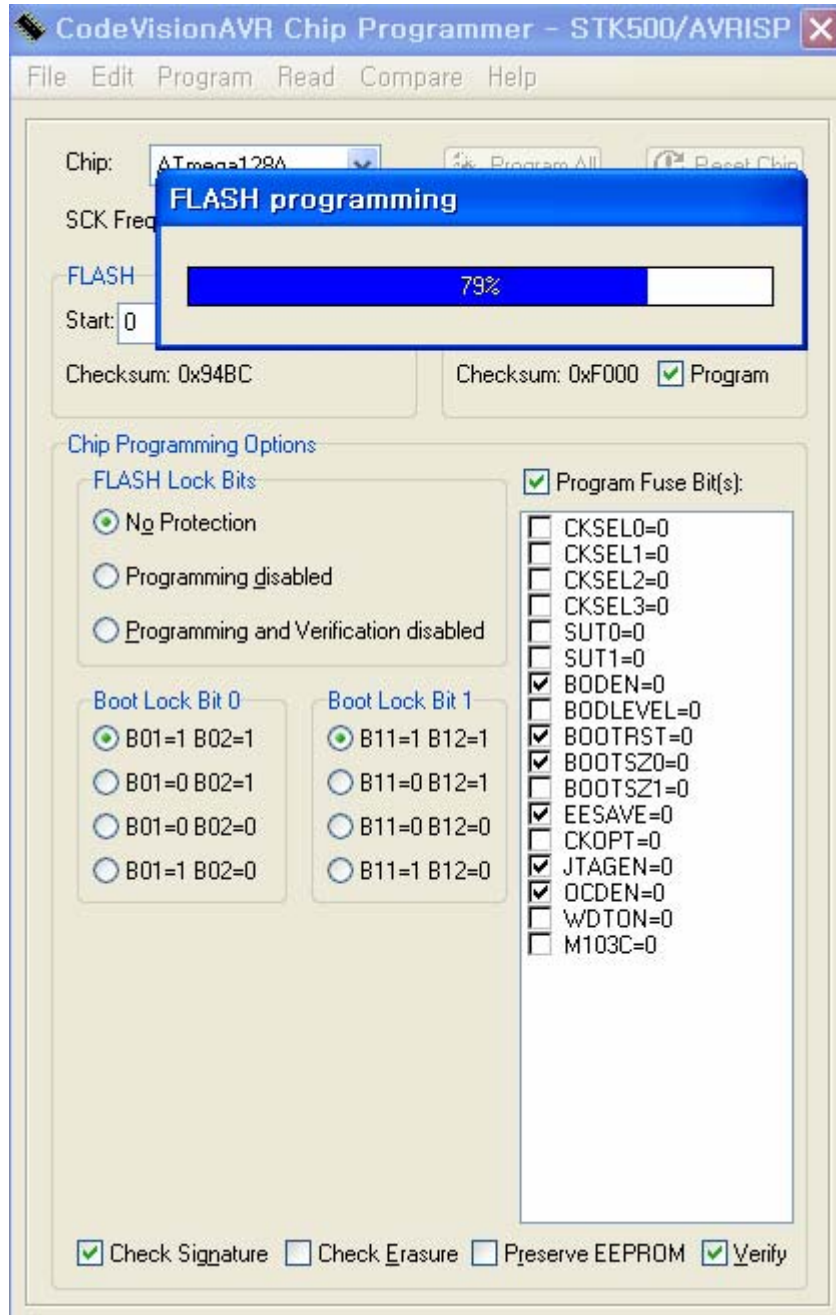 CodeVisionAVR Chip Programmer - STK500/AVRISP
File Edit Program Read Compare Help
Chip: ATmega128A Program All Reset Chip
SCK Freq
FLASH programming
79%
FLASH
Start: 0
Checksum: 0x94BC
Checksum: 0xF000 Program
Chip Programming Options
FLASH Lock Bits
No Protection
Programming disabled
Programming and Verification disabled
Boot Lock Bit 0
B01=1 B02=1
B01=0 B02=1
B01=0 B02=0
B01=1 B02=0
Boot Lock Bit 1
B11=1 B12=1
B11=0 B12=1
B11=0 B12=0
B11=1 B12=0
Program Fuse Bit(s):
CKSEL0=0
CKSEL1=0
CKSEL2=0
CKSEL3=0
SUT0=0
SUT1=0
BODEN=0
BODLEVEL=0
BOOTRST=0
BOOTSZ0=0
BOOTSZ1=0
EESAVE=0
CKOPT=0
JTAGEN=0
OCDEN=0
WDTON=0
M103C=0
Check Signature Check Erasure Preserve EEPROM Verify